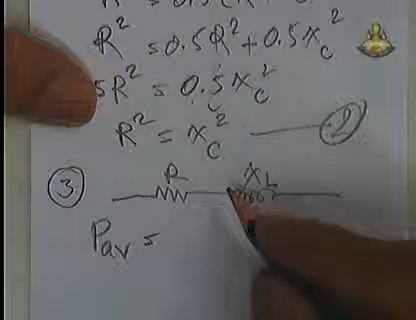 R² = 0.5R² + 0.5X_C²
5R² = 0.5X_C²
R² = X_C² — (2)
(3) R X_L
P_av =